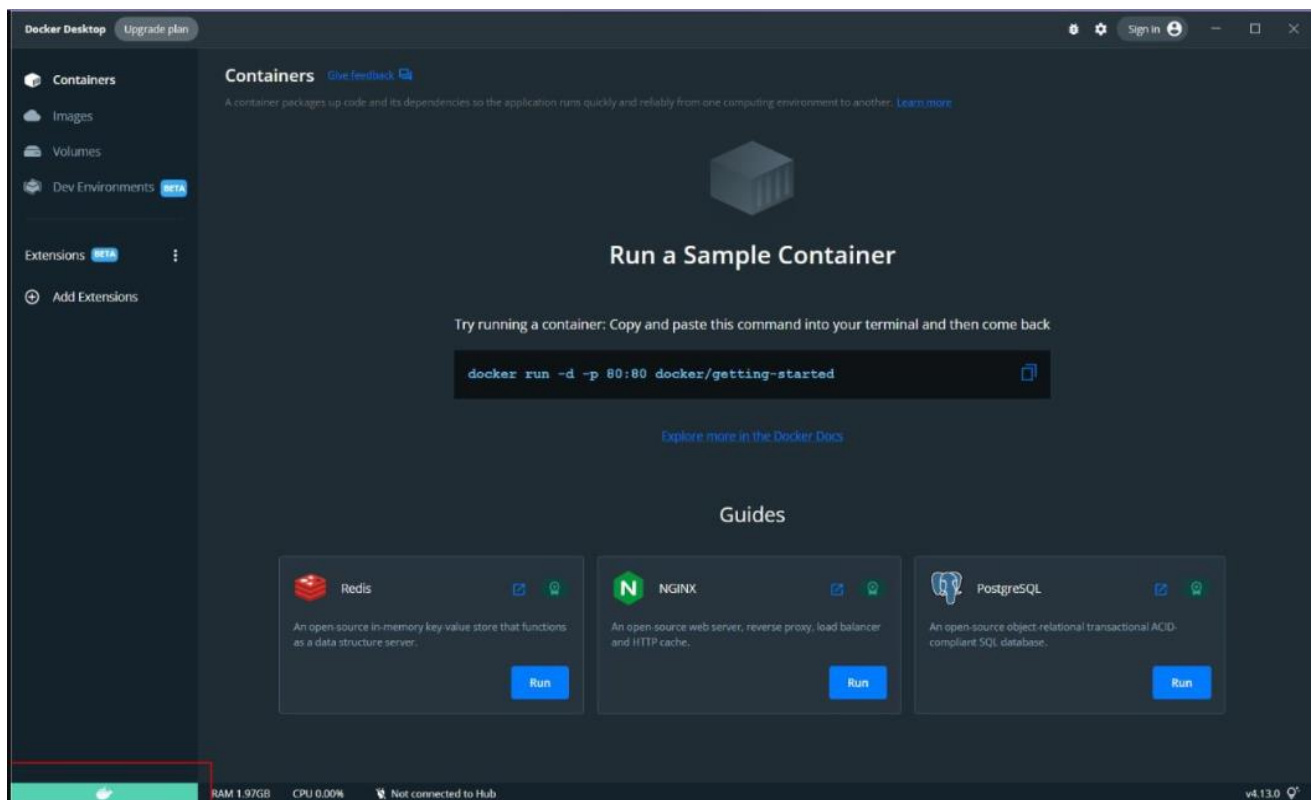 Docker Desktop Upgrade plan Sign in
Containers
Images
Volumes
Dev Environments BETA
Extensions BETA
Add Extensions
Containers Give feedback
A container packages up code and its dependencies so the application runs quickly and reliably from one computing environment to another. Learn more
Run a Sample Container
Try running a container: Copy and paste this command into your terminal and then come back
docker run -d -p 80:80 docker/getting-started
Explore more in the Docker Docs
Guides
Redis
An open-source in-memory key-value store that functions
as a data structure server.
Run
NGINX
An open-source web server, reverse proxy, load balancer
and HTTP cache.
Run
PostgreSQL
An open-source object-relational transactional ACID-
compliant SQL database.
Run
RAM 1.97GB CPU 0.00% Not connected to Hub v4.13.0